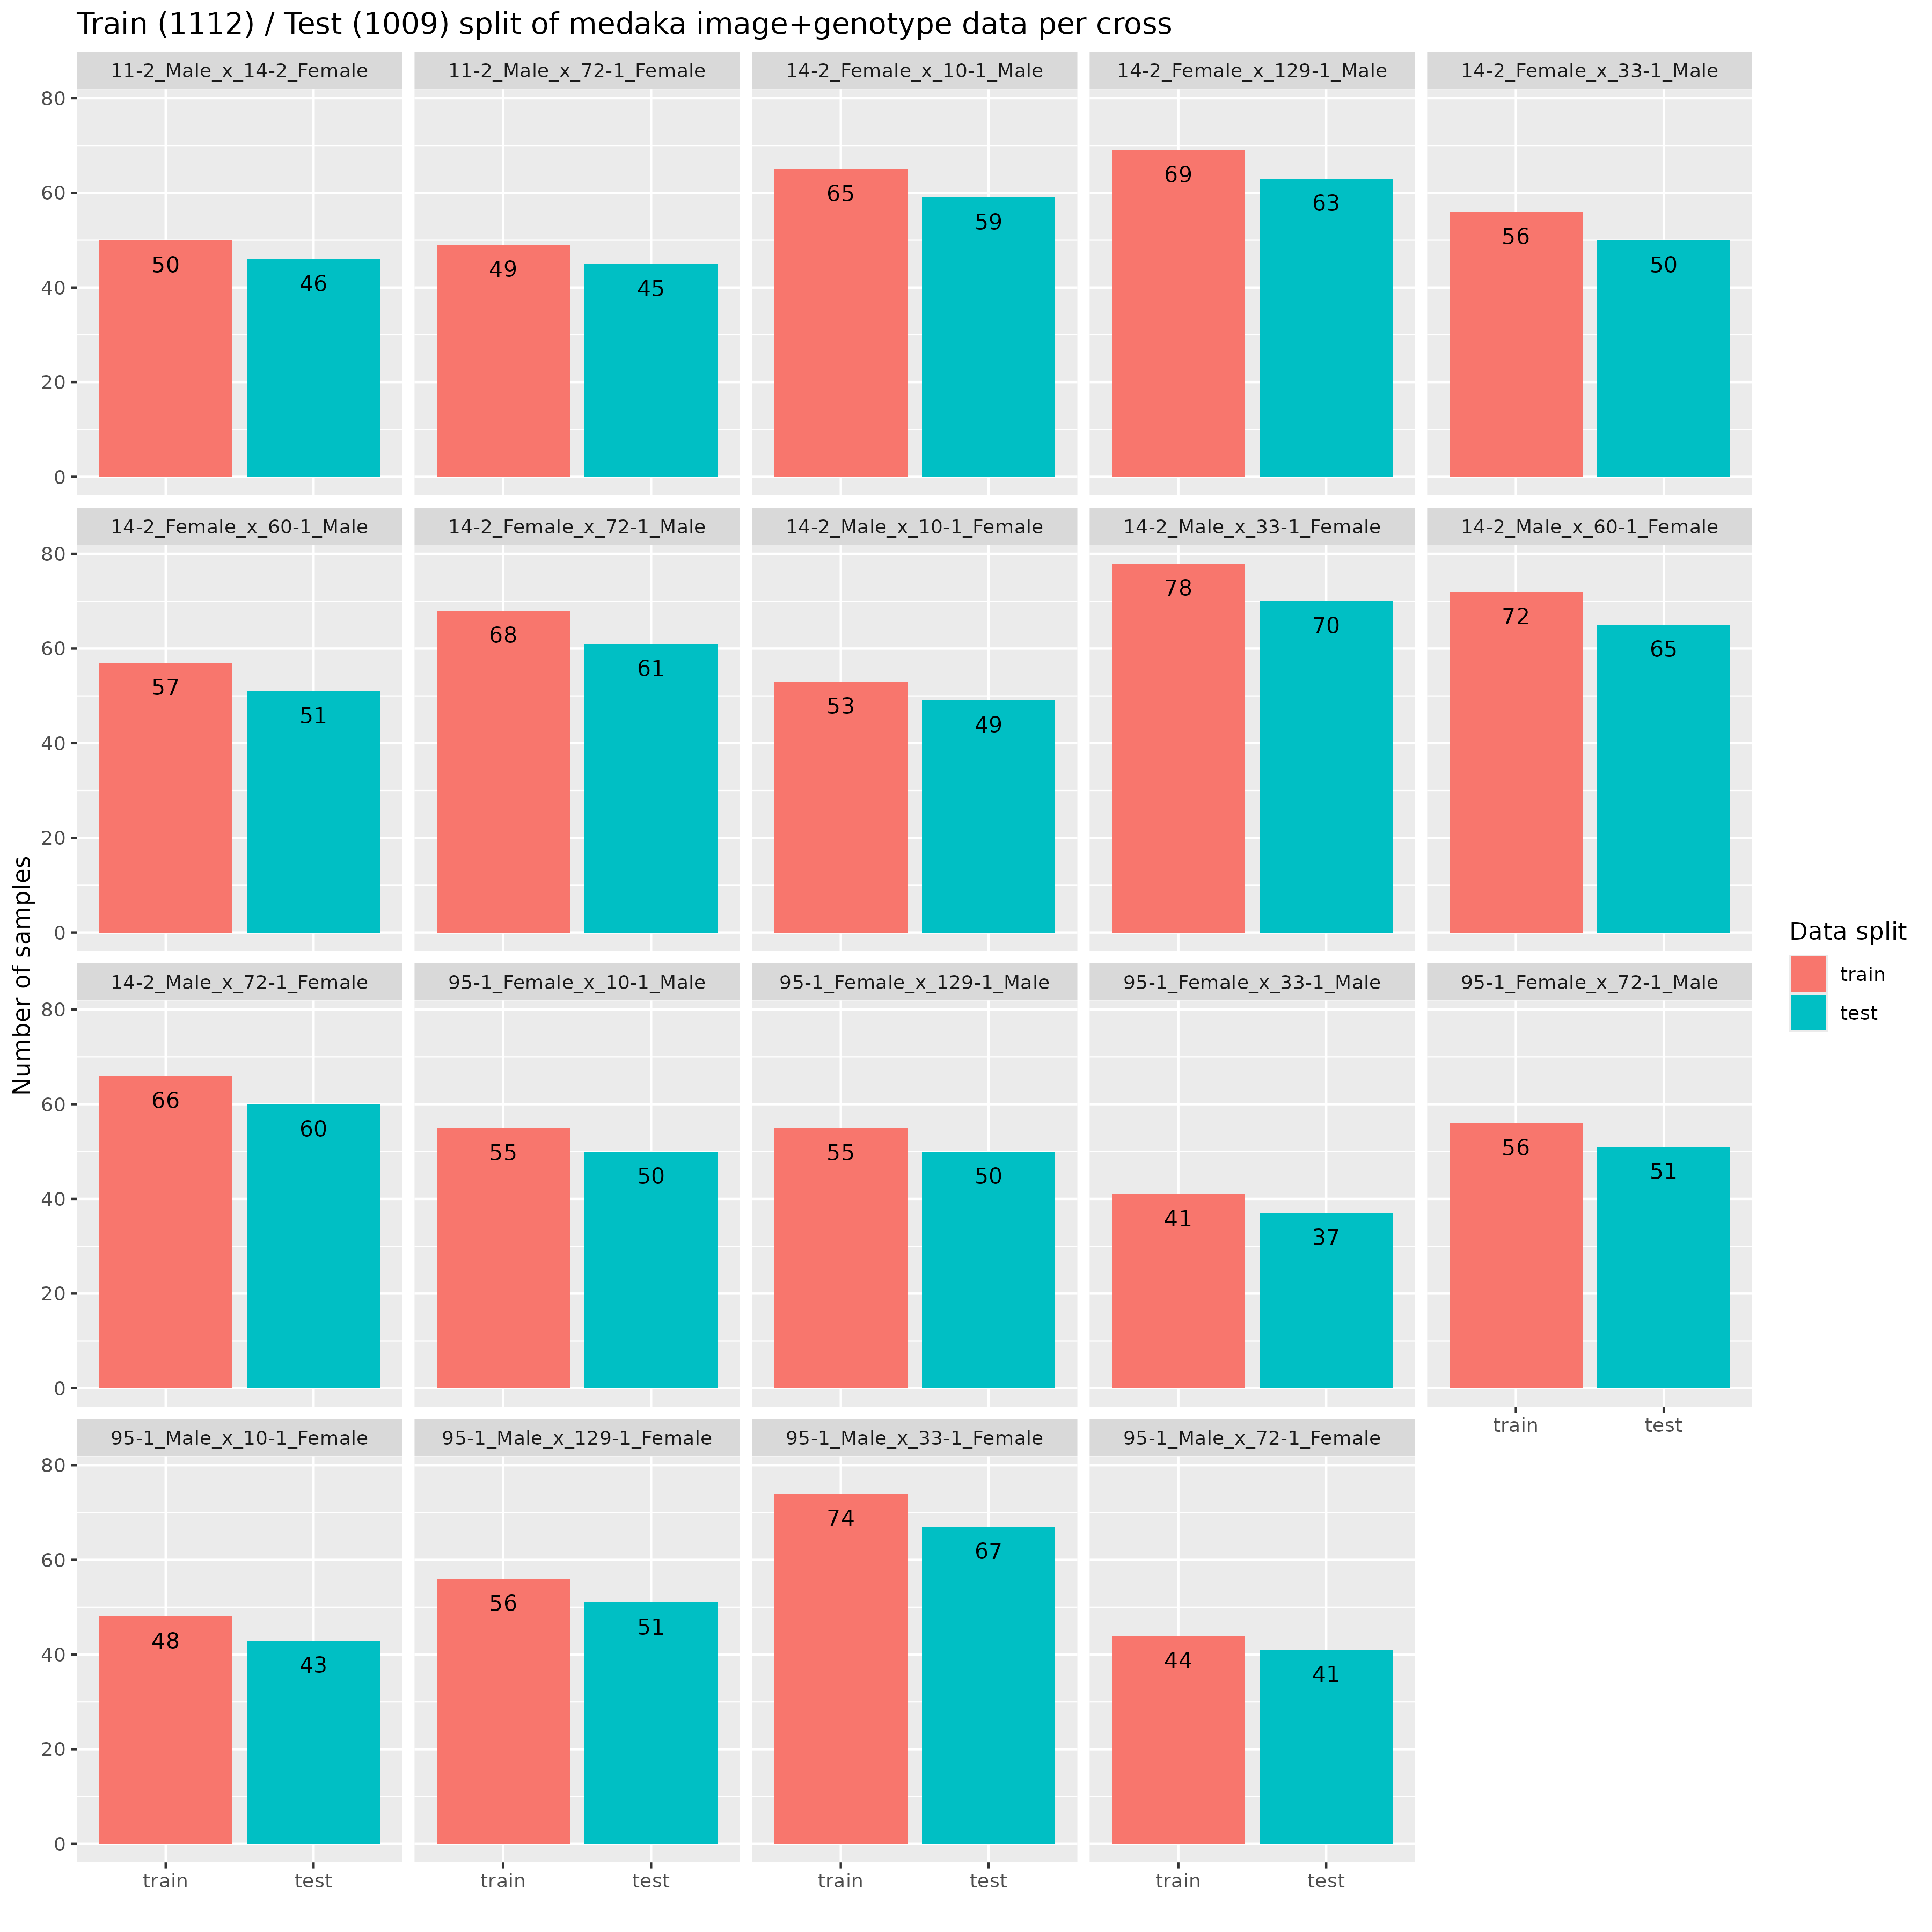 Train (1112) / Test (1009) split of medaka image+genotype data per cross
11-2_Male_x_14-2_Female
11-2_Male_x_72-1_Female
14-2_Female_x_10-1_Male
14-2_Female_x_129-1_Male
14-2_Female_x_33-1_Male
80
60
40
20
0
50
46
49
45
65
59
69
63
56
50
14-2_Female_x_60-1_Male
14-2_Female_x_72-1_Male
14-2_Male_x_10-1_Female
14-2_Male_x_33-1_Female
14-2_Male_x_60-1_Female
80
60
40
20
0
57
51
68
61
53
49
78
70
72
65
Number of samples
14-2_Male_x_72-1_Female
95-1_Female_x_10-1_Male
95-1_Female_x_129-1_Male
95-1_Female_x_33-1_Male
95-1_Female_x_72-1_Male
80
60
40
20
0
66
60
55
50
55
50
41
37
56
51
train
test
95-1_Male_x_10-1_Female
95-1_Male_x_129-1_Female
95-1_Male_x_33-1_Female
95-1_Male_x_72-1_Female
80
60
40
20
0
48
43
56
51
74
67
44
41
train
test
train
test
train
test
train
test
Data split
train
test